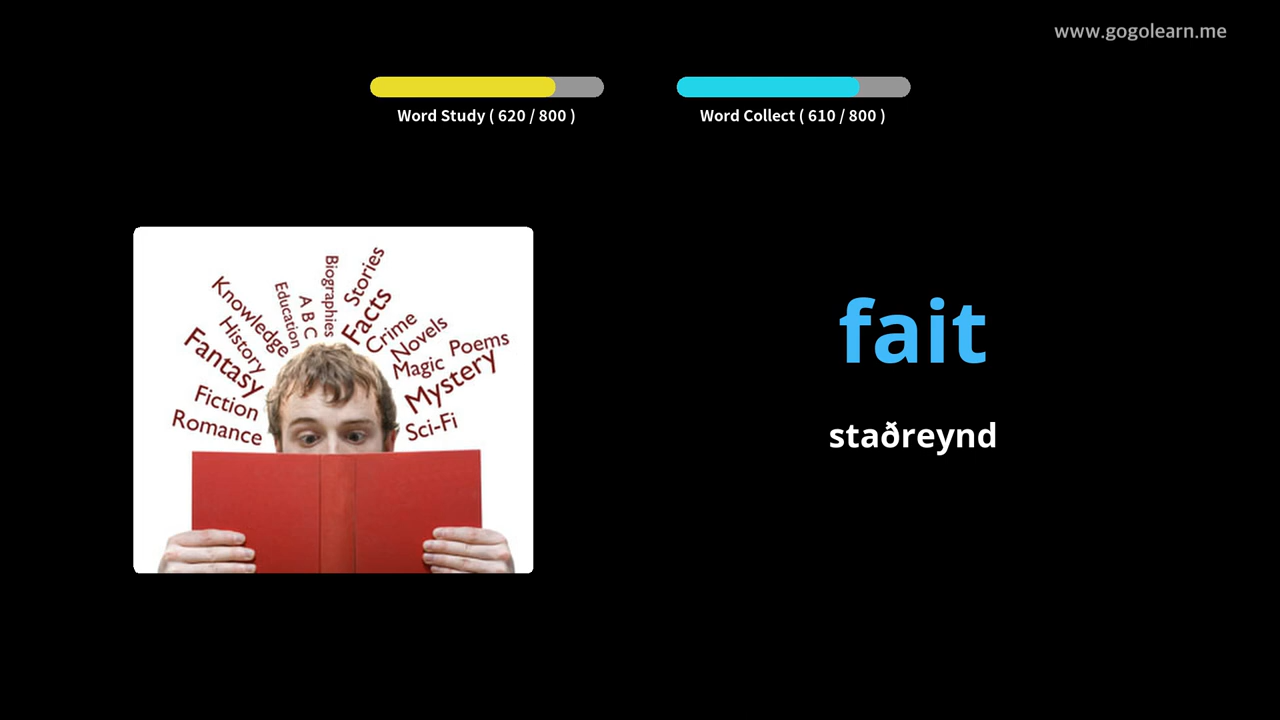 www.gogolearn.me
Word Study ( 620 / 800 )
Word Collect ( 610 / 800 )
Knowledge
Education
A B C
Biographies
Stories
Facts
Crime
Novels
Poems
Magic
Mystery
Sci-Fi
History
Fantasy
Fiction
Romance
fait
staðreynd